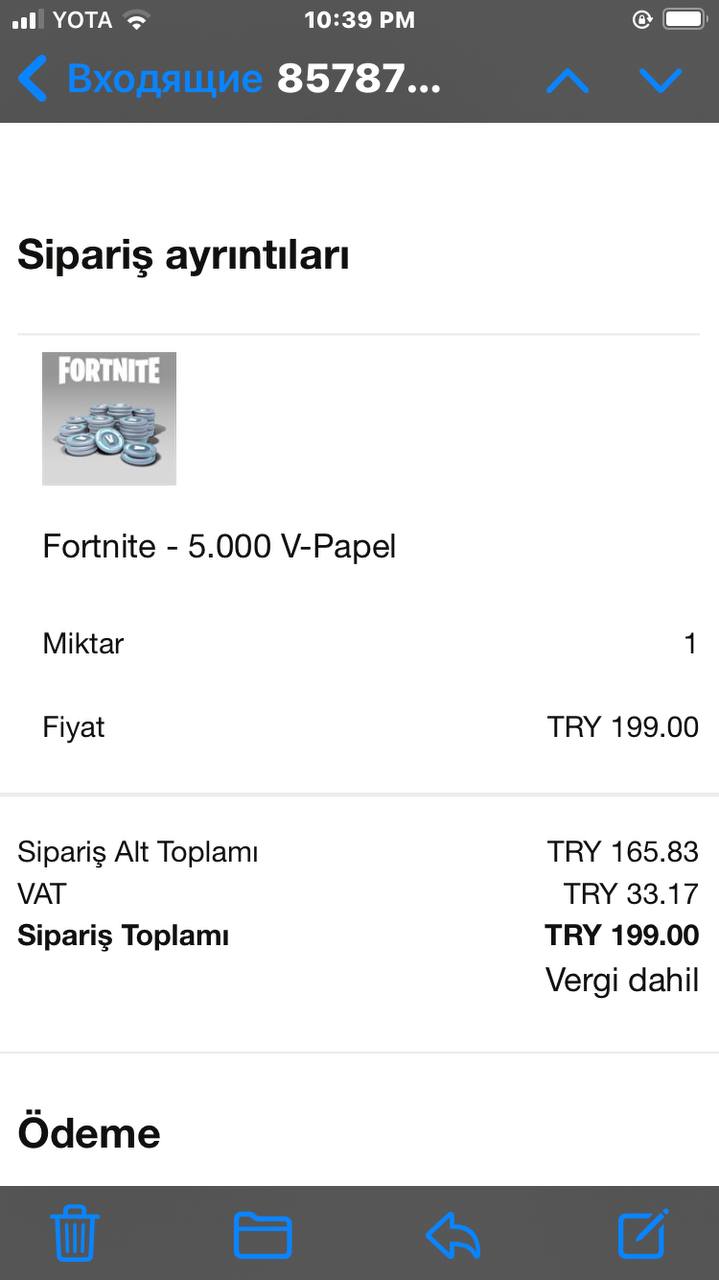 YOTA 10:39 PM
Входящие 85787...
Sipariş ayrıntıları
FORTNITE
V
Fortnite - 5.000 V-Papel
Miktar 1
Fiyat TRY 199.00
Sipariş Alt Toplamı TRY 165.83
VAT TRY 33.17
Sipariş Toplamı TRY 199.00
Vergi dahil
Ödeme